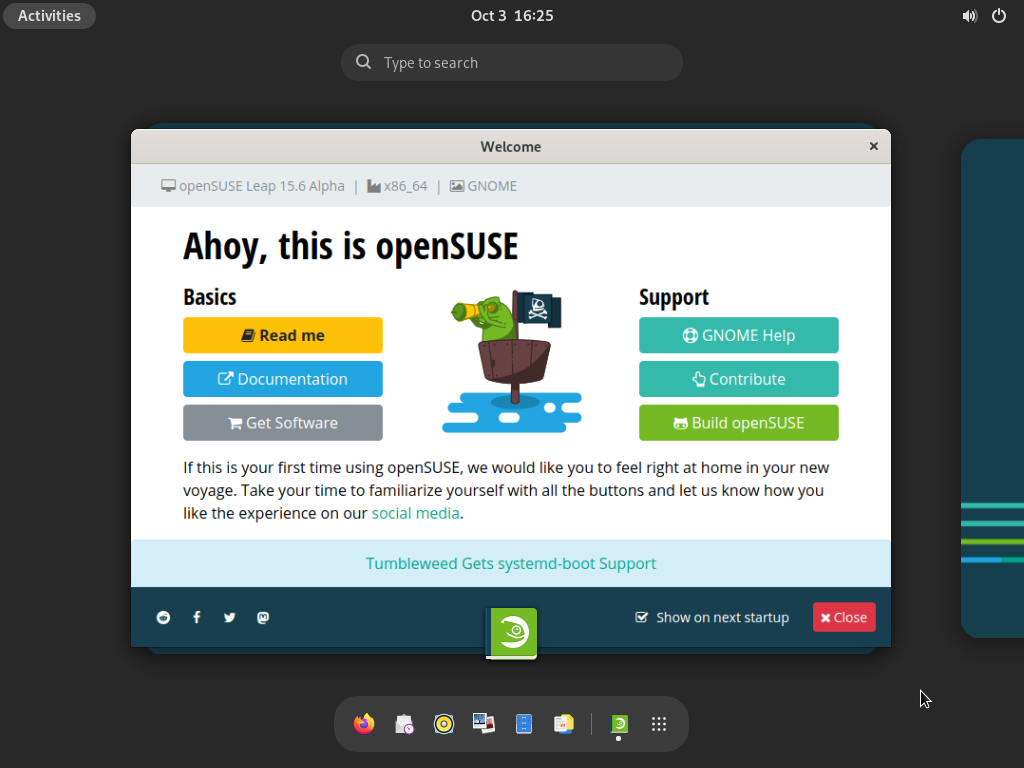 Activities
Oct 3 16:25
Type to search
Welcome
openSUSE Leap 15.6 Alpha | x86_64 | GNOME
Ahoy, this is openSUSE
Basics
Read me
Documentation
Get Software
Support
GNOME Help
Contribute
Build openSUSE
If this is your first time using openSUSE, we would like you to feel right at home in your new
voyage. Take your time to familiarize yourself with all the buttons and let us know how you
like the experience on our social media.
Tumbleweed Gets systemd-boot Support
Show on next startup
Close